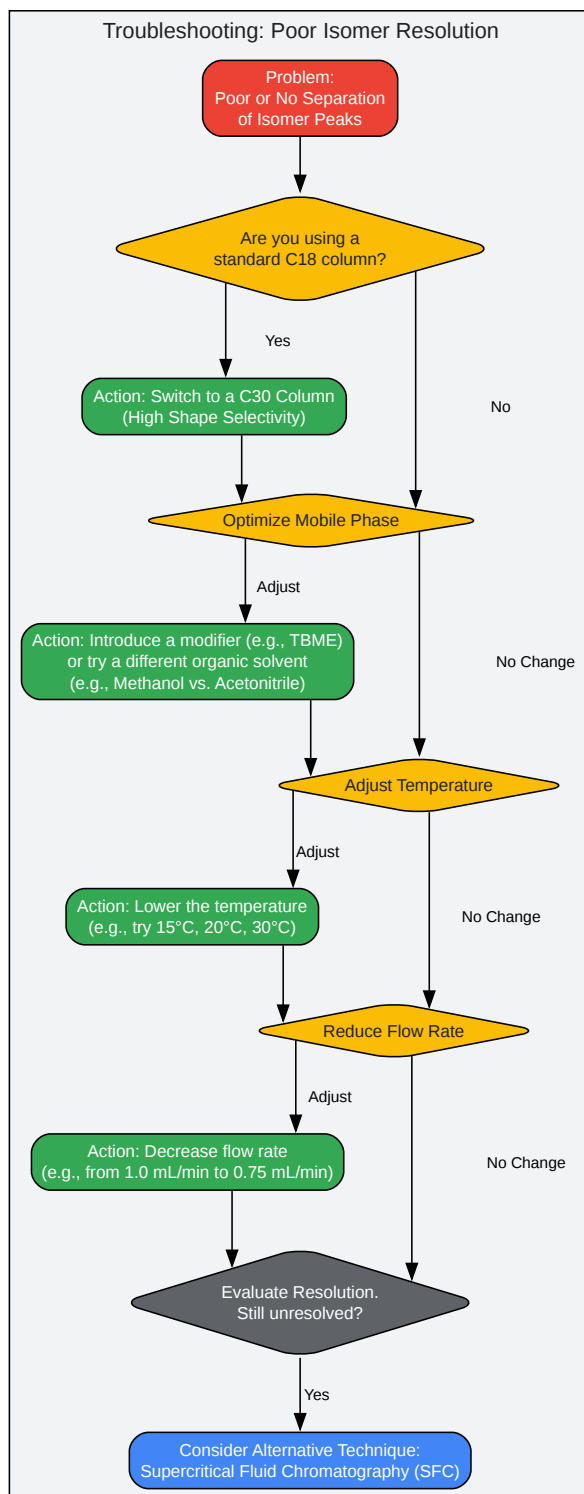 Troubleshooting: Poor Isomer Resolution
Problem:
Poor or No Separation
of Isomer Peaks
Are you using a
standard C18 column?
Yes
Action: Switch to a C30 Column
(High Shape Selectivity)
No
Optimize Mobile Phase
Adjust
Action: Introduce a modifier (e.g., TBME)
or try a different organic solvent
(e.g., Methanol vs. Acetonitrile)
No Change
Adjust Temperature
Adjust
Action: Lower the temperature
(e.g., try 15°C, 20°C, 30°C)
No Change
Reduce Flow Rate
Adjust
Action: Decrease flow rate
(e.g., from 1.0 mL/min to 0.75 mL/min)
No Change
Evaluate Resolution.
Still unresolved?
Yes
Consider Alternative Technique:
Supercritical Fluid Chromatography (SFC)